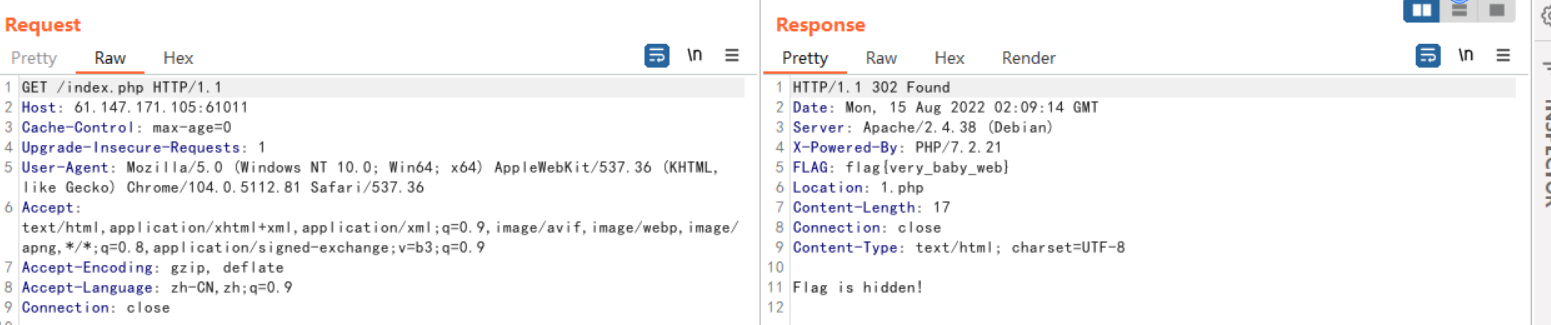 Request
Pretty Raw Hex
\n
1 GET /index.php HTTP/1.1
2 Host: 61.147.171.105:61011
3 Cache-Control: max-age=0
4 Upgrade-Insecure-Requests: 1
5 User-Agent: Mozilla/5.0 (Windows NT 10.0; Win64; x64) AppleWebKit/537.36 (KHTML,
like Gecko) Chrome/104.0.5112.81 Safari/537.36
6 Accept:
text/html,application/xhtml+xml,application/xml;q=0.9,image/avif,image/webp,image/
apng,*/*;q=0.8,application/signed-exchange;v=b3;q=0.9
7 Accept-Encoding: gzip, deflate
8 Accept-Language: zh-CN,zh;q=0.9
9 Connection: close
Response
Pretty Raw Hex Render
\n
1 HTTP/1.1 302 Found
2 Date: Mon, 15 Aug 2022 02:09:14 GMT
3 Server: Apache/2.4.38 (Debian)
4 X-Powered-By: PHP/7.2.21
5 FLAG: flag{very_baby_web}
6 Location: 1.php
7 Content-Length: 17
8 Connection: close
9 Content-Type: text/html; charset=UTF-8
10
11 Flag is hidden!
12